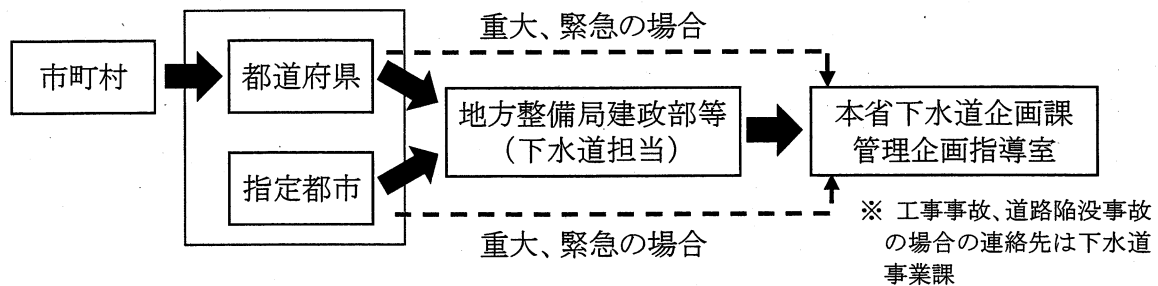 重大、緊急の場合
市町村
都道府県
指定都市
地方整備局建政部等
（下水道担当）
本省下水道企画課
管理企画指導室
重大、緊急の場合
※ 工事事故、道路陥没事故
の場合の連絡先は下水道
事業課